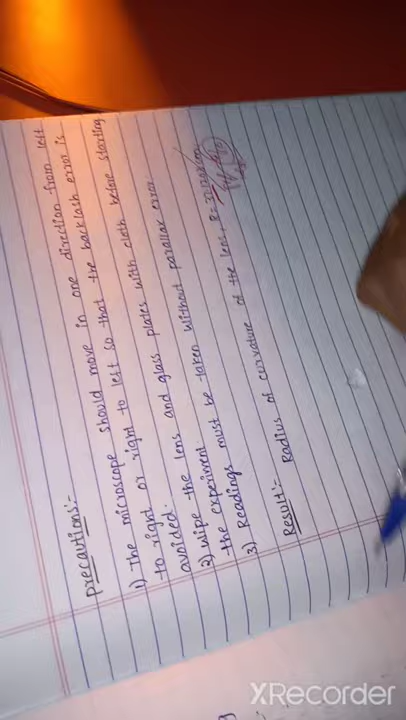 precautions:-
1) The microscope should move in one direction from left
to right or right to left so that the backlash error is
avoided.
2) Wipe the lens and glass plates with cloth before starting
the experiment
3) Readings must be taken without parallax error
Result:- Radius of curvature of the lens, R =
XRecorder